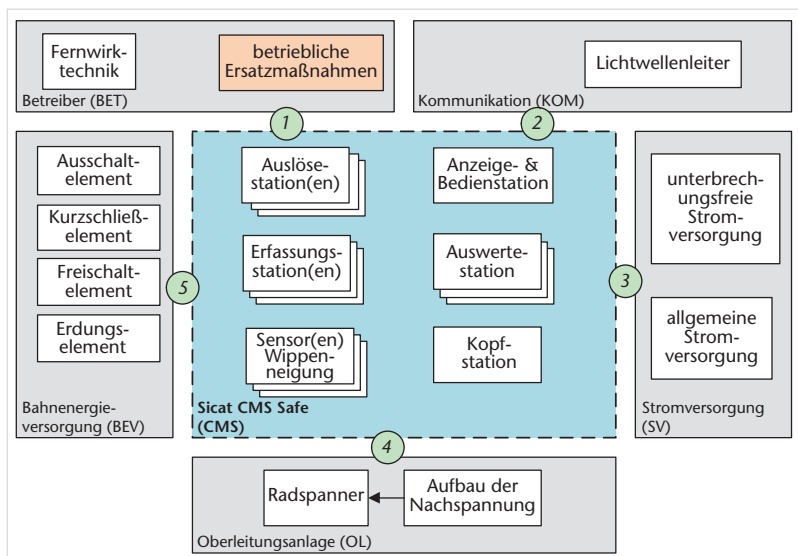 Fernwirk-
technik
betriebliche
Ersatzmaßnahmen
Betreiber (BET)
Lichtwellenleiter
Kommunikation (KOM)
1
2
Ausschalt-
element
Kurzschließ-
element
Freischalt-
element
Erdungs-
element
Bahnenergie-
versorgung (BEV)
5
Auslöse-
station(en)
Anzeige- &
Bedienstation
Erfassungs-
station(en)
Auswerte-
station
Sensor(en)
Wippen-
neigung
Kopf-
station
Sicat CMS Safe
(CMS)
3
unterbrech-
ungsfreie
Strom-
versorgung
allgemeine
Strom-
versorgung
Stromversorgung
(SV)
4
Radspanner
Aufbau der
Nachspannung
Oberleitungsanlage (OL)